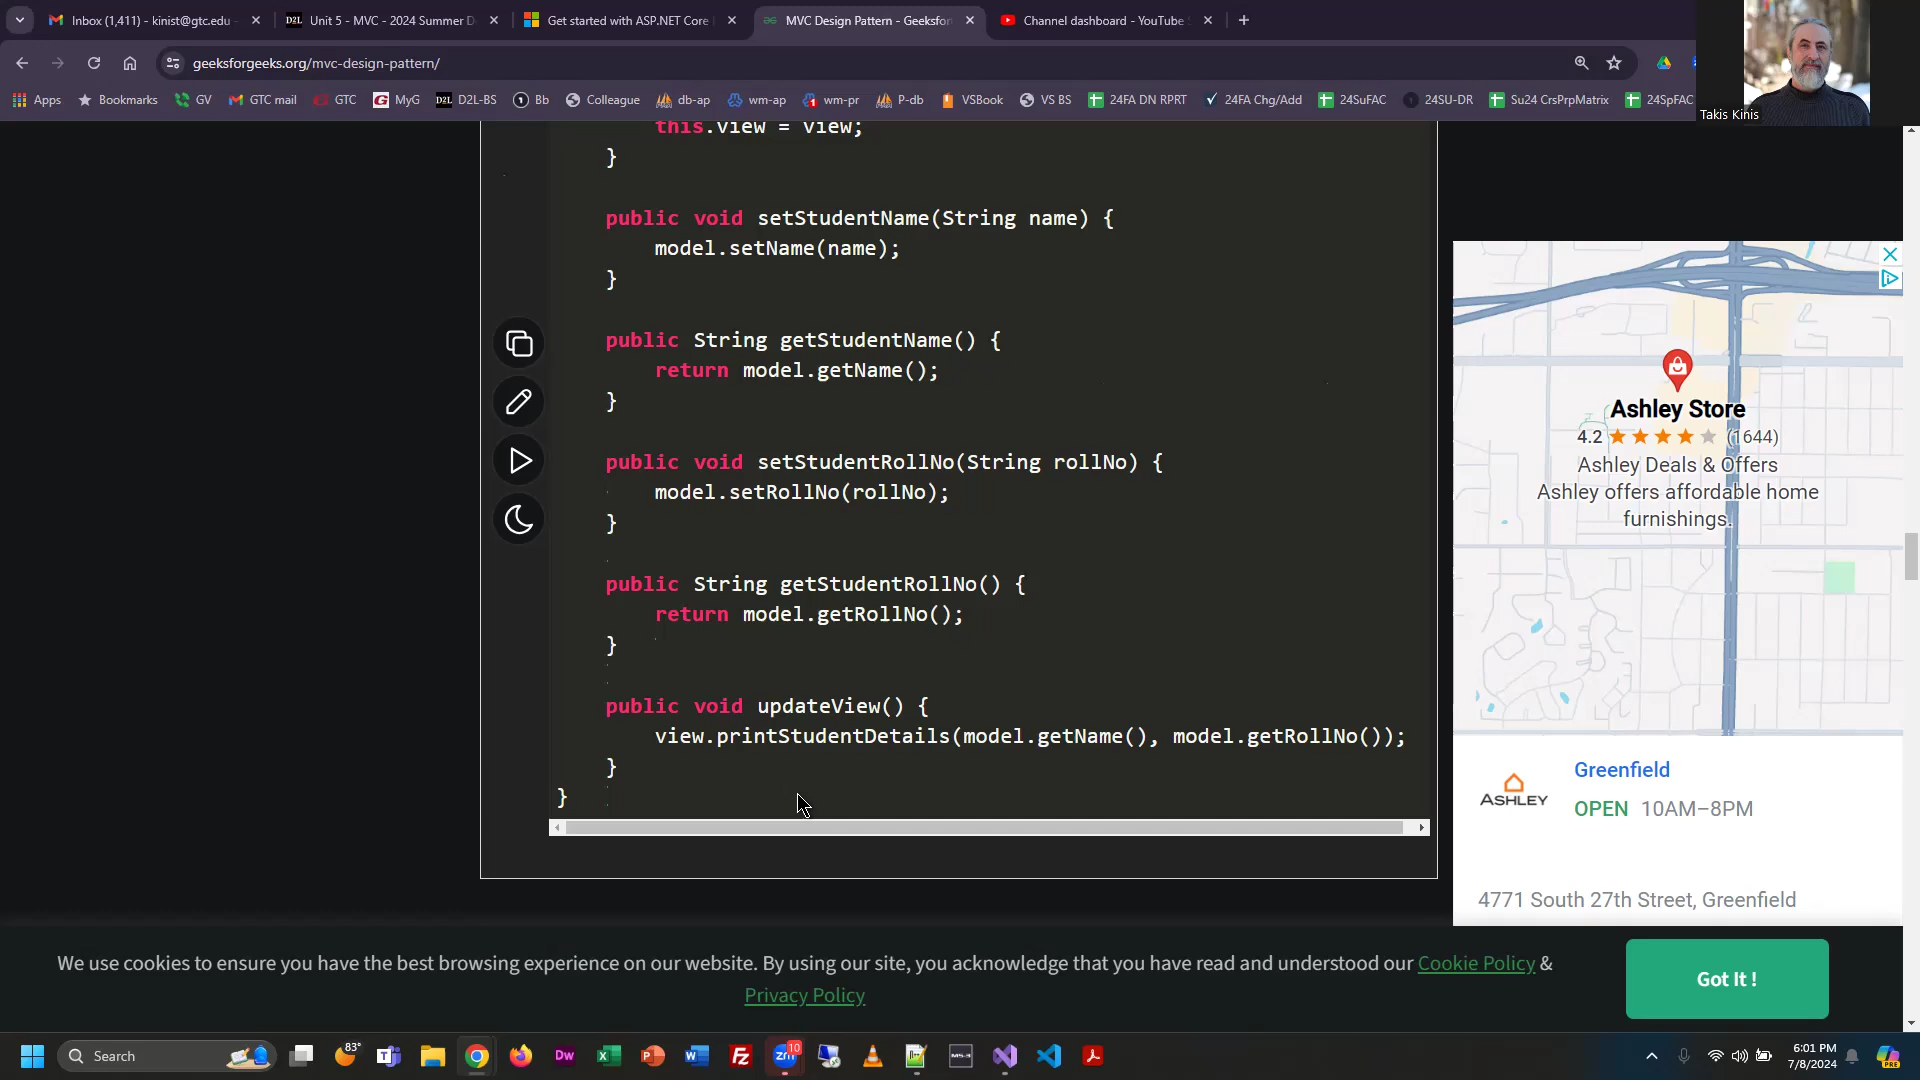 Inbox (1,411) - kinist@gtc.edu -
D2L
Unit 5 - MVC - 2024 Summer D
Get started with ASP.NET Core
MVC Design Pattern - Geeksfor
Channel dashboard - YouTube S
geeksforgeeks.org/mvc-design-pattern/
Apps
Bookmarks
GV
GTC mail
GTC
MyG
D2L D2L-BS
Bb
Colleague
db-ap
wm-ap
wm-pr
P-db
VSBook
VS BS
24FA DN RPRT
24FA Chg/Add
24SuFAC
24SU-DR
Su24 CrsPrpMatrix
24SpFAC
Takis Kinis
this.view = view;
}
public void setStudentName(String name) {
model.setName(name);
}
public String getStudentName() {
return model.getName();
}
public void setStudentRollNo(String rollNo) {
model.setRollNo(rollNo);
}
public String getStudentRollNo() {
return model.getRollNo();
}
public void updateView() {
view.printStudentDetails(model.getName(), model.getRollNo());
}
}
Ashley Store
4.2 (1644)
Ashley Deals & Offers
Ashley offers affordable home
furnishings.
ASHLEY
Greenfield
OPEN 10AM–8PM
4771 South 27th Street, Greenfield
We use cookies to ensure you have the best browsing experience on our website. By using our site, you acknowledge that you have read and understood our Cookie Policy &
Privacy Policy
Got It !
Search
83°
Dw
10
zm
6:01 PM
7/8/2024